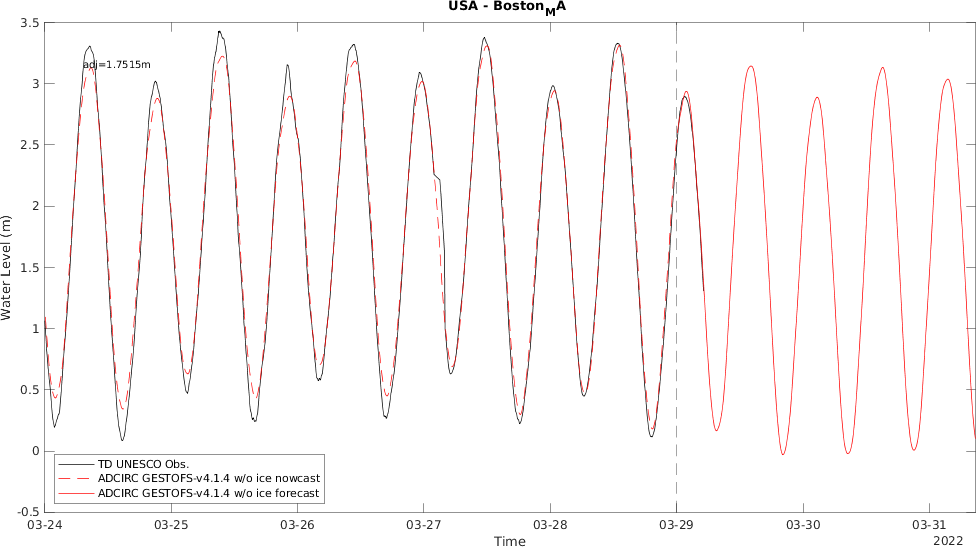 USA - BostonMA
3.5
adj=1.7515m
3
2.5
2
1.5
1
0.5
0
-0.5
Water Level (m)
TD UNESCO Obs.
ADCIRC GESTOFS-v4.1.4 w/o ice nowcast
ADCIRC GESTOFS-v4.1.4 w/o ice forecast
03-24 03-25 03-26 03-27 03-28 03-29 03-30 03-31
Time 2022